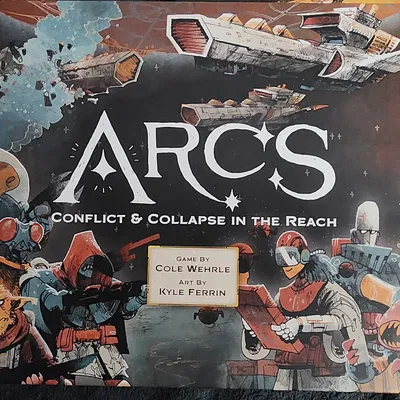 ARCS
CONFLICT & COLLAPSE IN THE REACH
GAME BY
COLE WEHRLE
ART BY
KYLE FERRIN